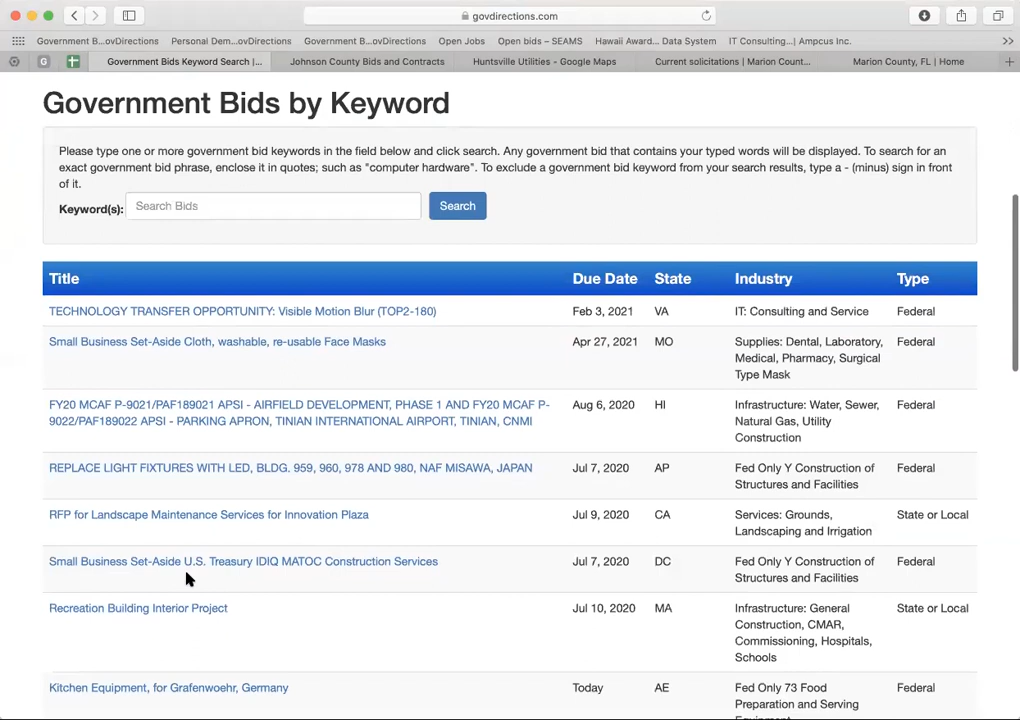 govdirections.com
Government B...ovDirections Personal Dem...ovDirections Government B...ovDirections Open Jobs Open bids – SEAMS Hawaii Award... Data System IT Consulting...| Ampcus Inc.
G Government Bids Keyword Search |... Johnson County Bids and Contracts Huntsville Utilities - Google Maps Current solicitations | Marion Count... Marion County, FL | Home
Government Bids by Keyword
Please type one or more government bid keywords in the field below and click search. Any government bid that contains your typed words will be displayed. To search for an
exact government bid phrase, enclose it in quotes; such as "computer hardware". To exclude a government bid keyword from your search results, type a - (minus) sign in front
of it.
Keyword(s): Search Bids Search
Title Due Date State Industry Type
TECHNOLOGY TRANSFER OPPORTUNITY: Visible Motion Blur (TOP2-180) Feb 3, 2021 VA IT: Consulting and Service Federal
Small Business Set-Aside Cloth, washable, re-usable Face Masks Apr 27, 2021 MO Supplies: Dental, Laboratory, Federal
Medical, Pharmacy, Surgical
Type Mask
FY20 MCAF P-9021/PAF189021 APSI - AIRFIELD DEVELOPMENT, PHASE 1 AND FY20 MCAF P- Aug 6, 2020 HI Infrastructure: Water, Sewer, Federal
9022/PAF189022 APSI - PARKING APRON, TINIAN INTERNATIONAL AIRPORT, TINIAN, CNMI Natural Gas, Utility
Construction
REPLACE LIGHT FIXTURES WITH LED, BLDG. 959, 960, 978 AND 980, NAF MISAWA, JAPAN Jul 7, 2020 AP Fed Only Y Construction of Federal
Structures and Facilities
RFP for Landscape Maintenance Services for Innovation Plaza Jul 9, 2020 CA Services: Grounds, State or Local
Landscaping and Irrigation
Small Business Set-Aside U.S. Treasury IDIQ MATOC Construction Services Jul 7, 2020 DC Fed Only Y Construction of Federal
Structures and Facilities
Recreation Building Interior Project Jul 10, 2020 MA Infrastructure: General State or Local
Construction, CMAR,
Commissioning, Hospitals,
Schools
Kitchen Equipment, for Grafenwoehr, Germany Today AE Fed Only 73 Food Federal
Preparation and Serving